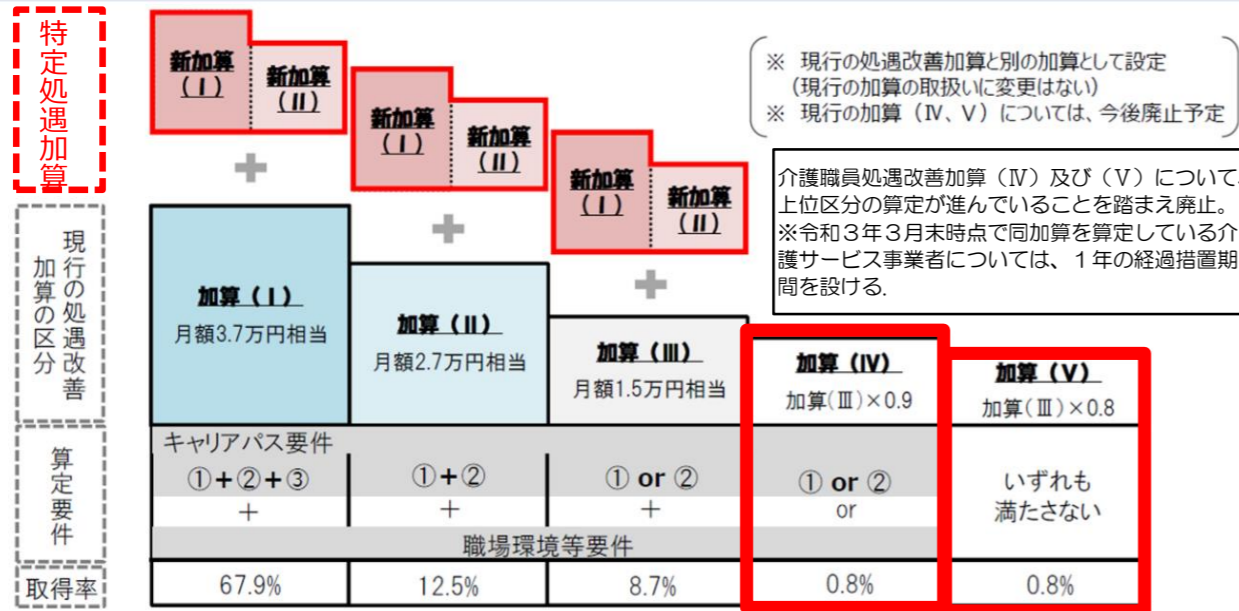 特定処遇加算
新加算
(Ⅰ)
新加算
(Ⅱ)
新加算
(Ⅰ)
新加算
(Ⅱ)
新加算
(Ⅰ)
新加算
(Ⅱ)
※ 現行の処遇改善加算と別の加算として設定
(現行の加算の取扱いに変更はない)
※ 現行の加算(Ⅳ、Ⅴ)については、今後廃止予定
介護職員処遇改善加算(Ⅳ)及び(Ⅴ)について、
上位区分の算定が進んでいることを踏まえ廃止。
※令和3年3月末時点で同加算を算定している介
護サービス事業者については、1年の経過措置期
間を設ける.
現行の処遇改善
加算の区分
加算(Ⅰ)
月額3.7万円相当
加算(Ⅱ)
月額2.7万円相当
加算(Ⅲ)
月額1.5万円相当
加算(Ⅳ)
加算(Ⅲ)×0.9
加算(Ⅴ)
加算(Ⅲ)×0.8
算定要件
キャリアパス要件
①+②+③
+
①+②
+
① or ②
+
① or ②
or
いずれも
満たさない
職場環境等要件
取得率
67.9%
12.5%
8.7%
0.8%
0.8%